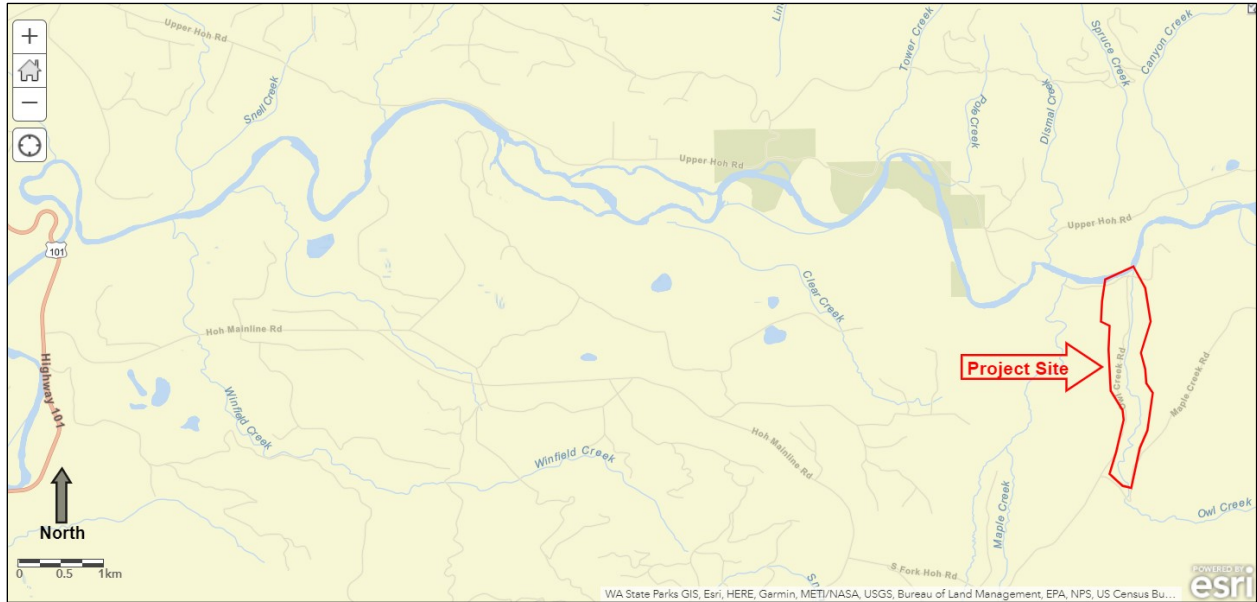 +
−
Upper Hoh Rd
Snell Creek
Tower Creek
Spruce Creek
Canyon Creek
Pole Creek
Dismal Creek
Upper Hoh Rd
Upper Hoh Rd
101
Highway 101
Hoh Mainline Rd
Clear Creek
Project Site
Creek Rd
Maple Creek Rd
Winfield Creek
Winfield Creek
Hoh Mainline Rd
Maple Creek
Owl Creek
North
0 0.5 1km
S Fork Hoh Rd
WA State Parks GIS, Esri, HERE, Garmin, METI/NASA, USGS, Bureau of Land Management, EPA, NPS, US Census Bu...
POWERED BY
esri